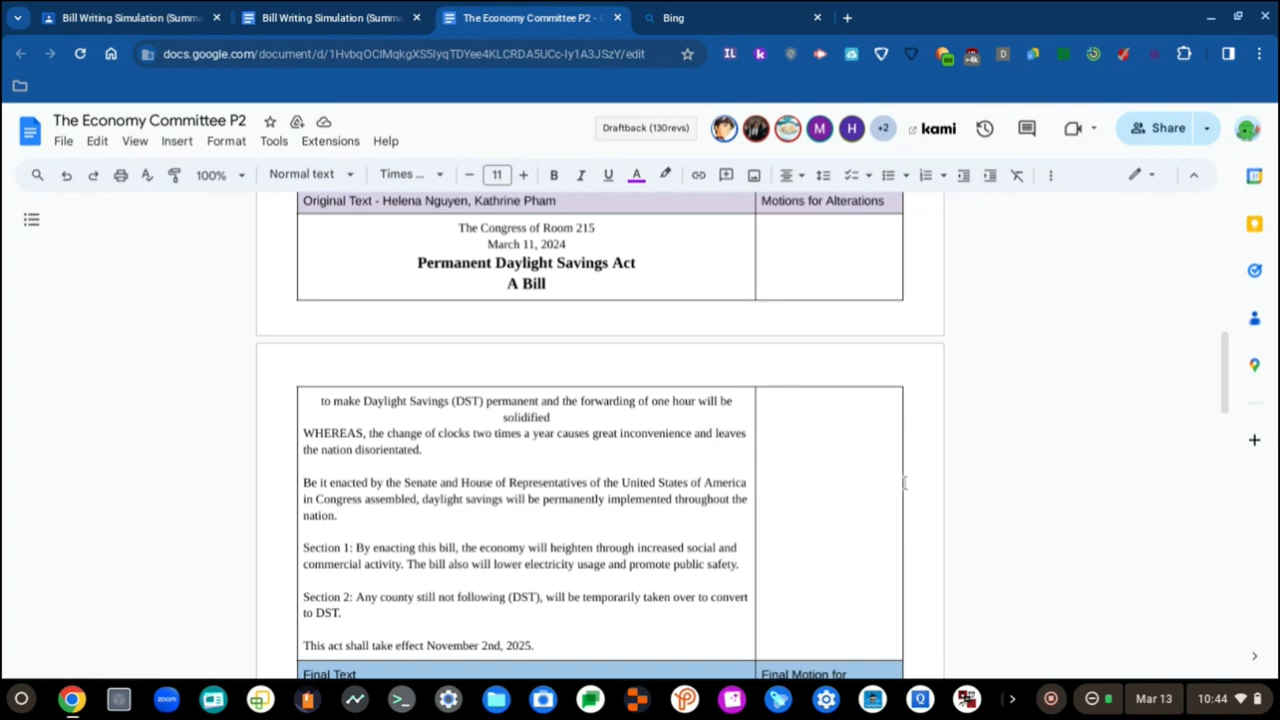 Bill Writing Simulation (Summ
Bill Writing Simulation (Summ
The Economy Committee P2 -
Bing
docs.google.com/document/d/1HvbqOClMqkgXS5IyqTDYee4KLCRDA5UCc-Iy1A3JSzY/edit
The Economy Committee P2
File Edit View Insert Format Tools Extensions Help
Draftback (130revs)
M
H
+2
kami
Share
100%
Normal text
Times ...
11
Original Text - Helena Nguyen, Kathrine Pham
Motions for Alterations
The Congress of Room 215
March 11, 2024
Permanent Daylight Savings Act
A Bill
to make Daylight Savings (DST) permanent and the forwarding of one hour will be
solidified
WHEREAS, the change of clocks two times a year causes great inconvenience and leaves
the nation disorientated.
Be it enacted by the Senate and House of Representatives of the United States of America
in Congress assembled, daylight savings will be permanently implemented throughout the
nation.
Section 1: By enacting this bill, the economy will heighten through increased social and
commercial activity. The bill also will lower electricity usage and promote public safety.
Section 2: Any county still not following (DST), will be temporarily taken over to convert
to DST.
This act shall take effect November 2nd, 2025.
Final Text
Final Motion for
zoom
Mar 13
10:44